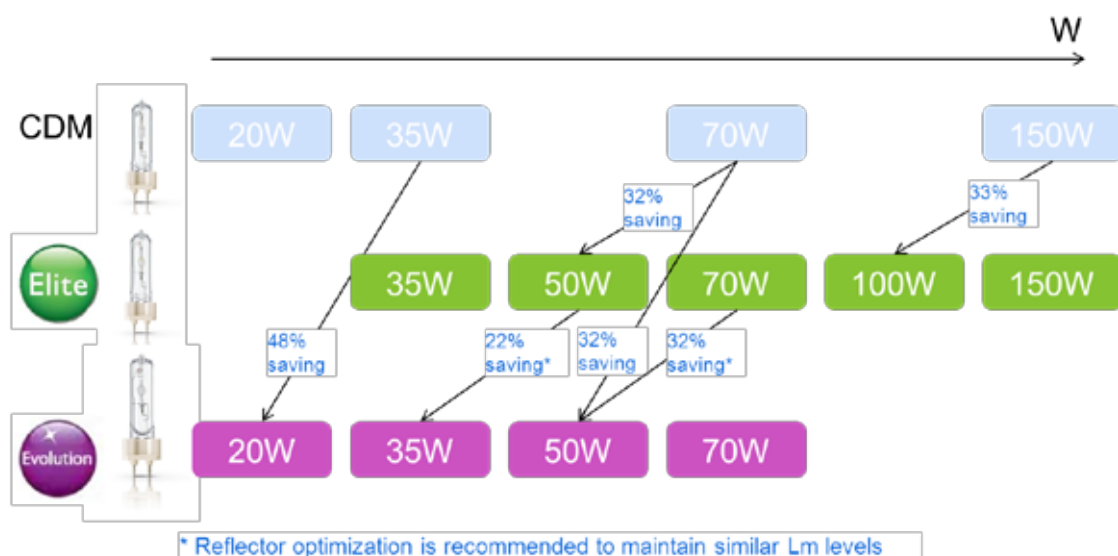 W
CDM
20W
35W
70W
150W
32%
saving
33%
saving
Elite
35W
50W
70W
100W
150W
48%
saving
22%
saving*
32%
saving
32%
saving*
Evolution
20W
35W
50W
70W
* Reflector optimization is recommended to maintain similar Lm levels